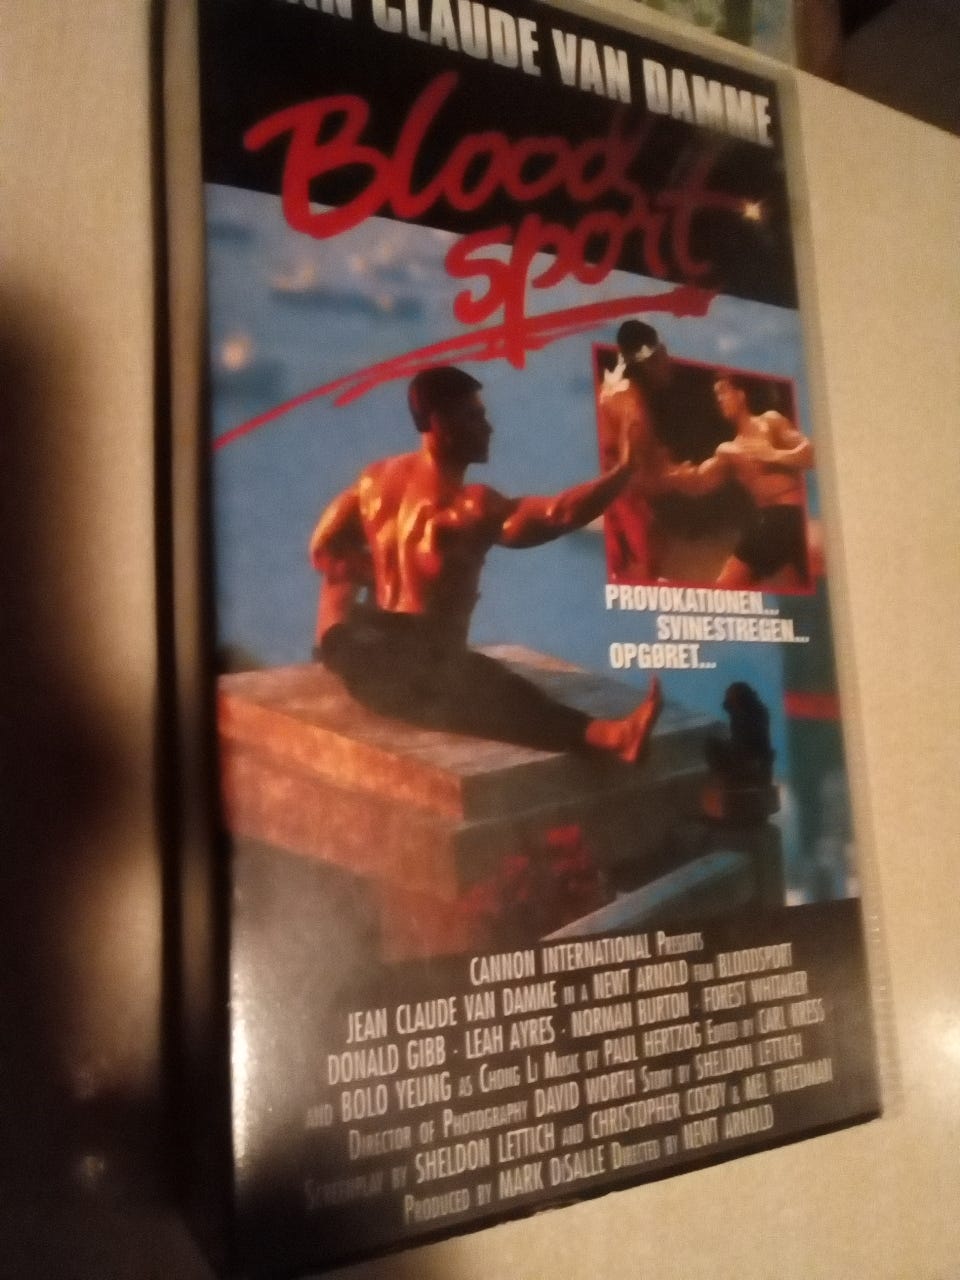 CLAUDE VAN DAMME
Blood
sport
PROVOKATIONEN...
SVINESTREGEN...
OPGØRET...
CANNON INTERNATIONAL PRESENTS
JEAN CLAUDE VAN DAMME IN A NEWT ARNOLD FILM BLOODSPORT
DONALD GIBB · LEAH AYRES · NORMAN BURTON · FOREST WHITAKER
AND BOLO YEUNG AS CHONG LI MUSIC BY PAUL HERTZOG EDITED BY CARL KRESS
DIRECTOR OF PHOTOGRAPHY DAVID WORTH STORY BY SHELDON LETTICH
SCREENPLAY BY SHELDON LETTICH AND CHRISTOPHER COSBY & MEL FRIEDMAN
PRODUCED BY MARK DISALLE DIRECTED BY NEWT ARNOLD